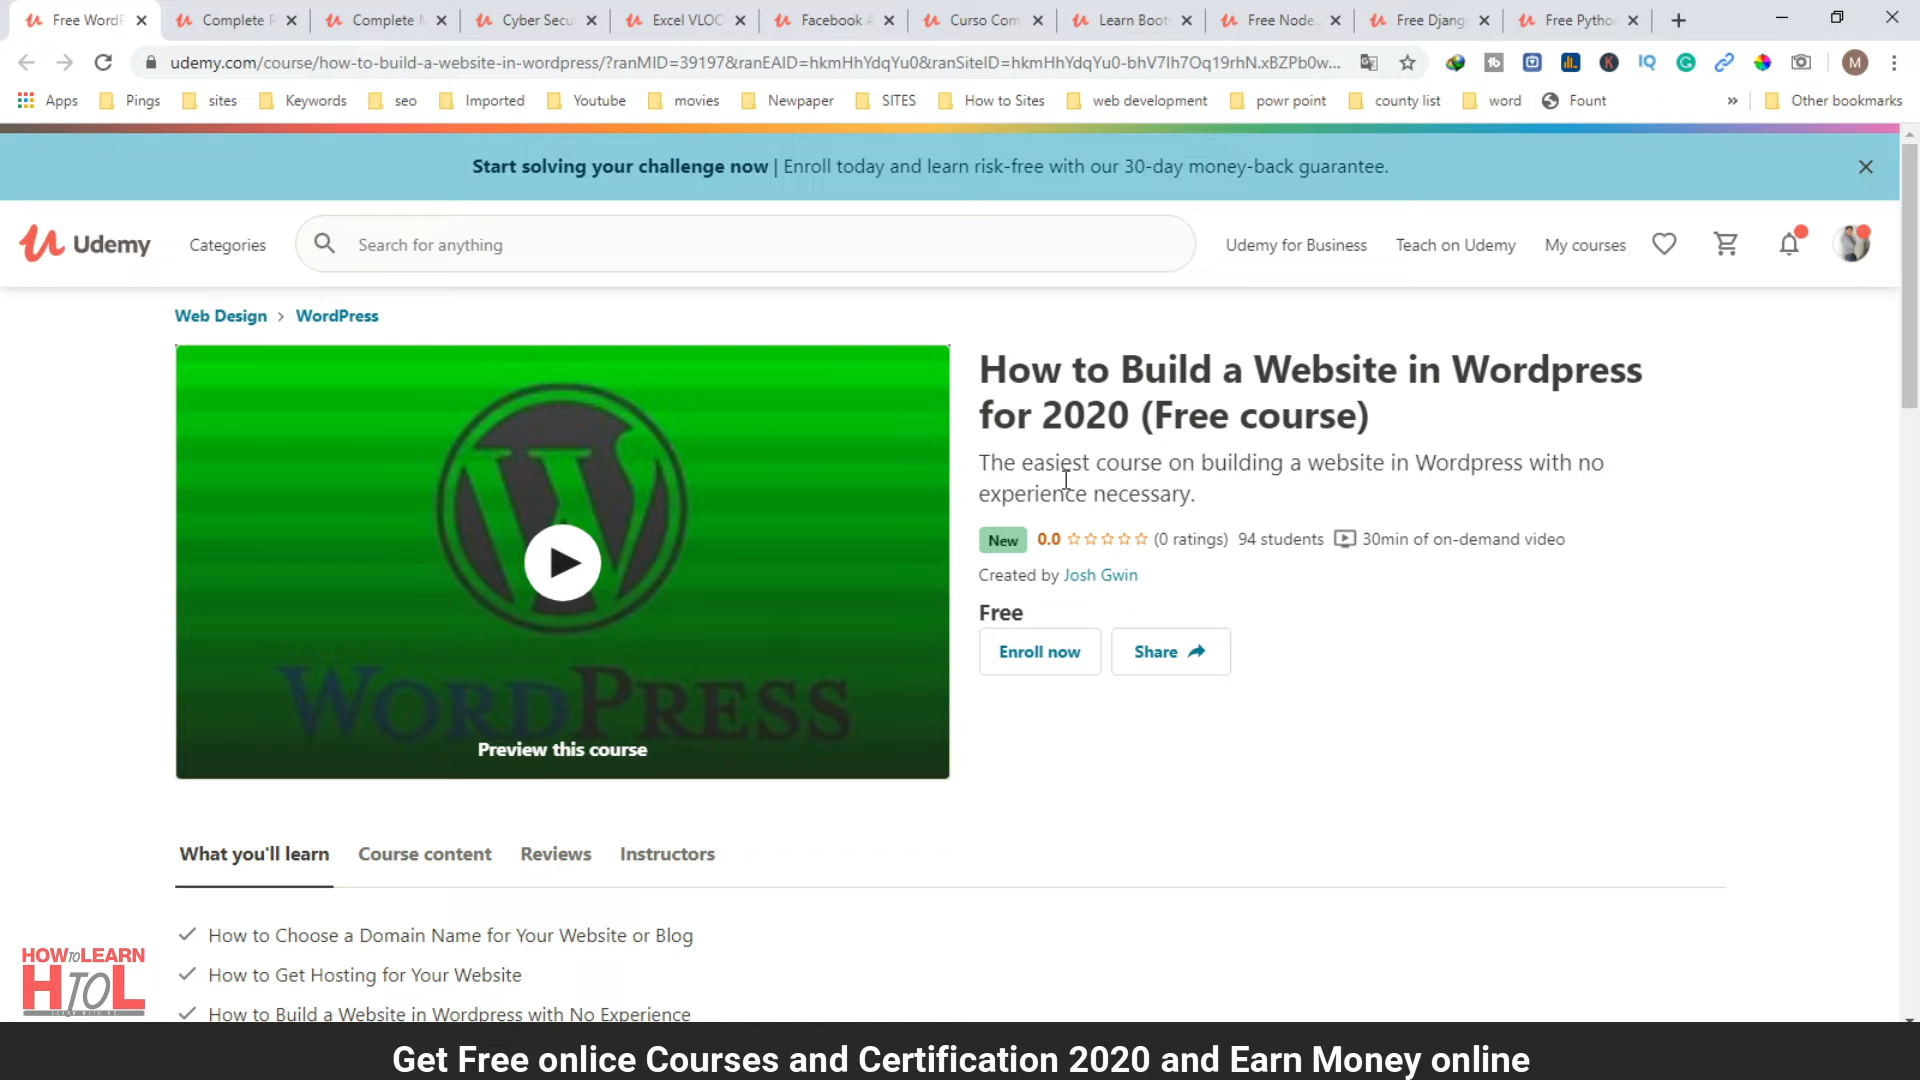 Free WordP
Complete P
Complete M
Cyber Secu
Excel VLOO
Facebook A
Curso Com
Learn Boot
Free Node.
Free Djang
Free Pytho
udemy.com/course/how-to-build-a-website-in-wordpress/?ranMID=39197&ranEAID=hkmHhYdqYu0&ranSiteID=hkmHhYdqYu0-bhV7Ih7Oq19rhN.xBZPb0w...
Apps Pings sites Keywords seo Imported Youtube movies Newpaper SITES How to Sites web development powr point county list word Fount » Other bookmarks
Start solving your challenge now | Enroll today and learn risk-free with our 30-day money-back guarantee.
Udemy Categories Search for anything Udemy for Business Teach on Udemy My courses
Web Design > WordPress
How to Build a Website in Wordpress
for 2020 (Free course)
The easiest course on building a website in Wordpress with no
experience necessary.
New 0.0 (0 ratings) 94 students 30min of on-demand video
Created by Josh Gwin
Free
Enroll now Share
WORDPRESS
Preview this course
What you'll learn Course content Reviews Instructors
How to Choose a Domain Name for Your Website or Blog
How to Get Hosting for Your Website
How to Build a Website in Wordpress with No Experience
HOW TO LEARN
HTOL
Get Free onlice Courses and Certification 2020 and Earn Money online